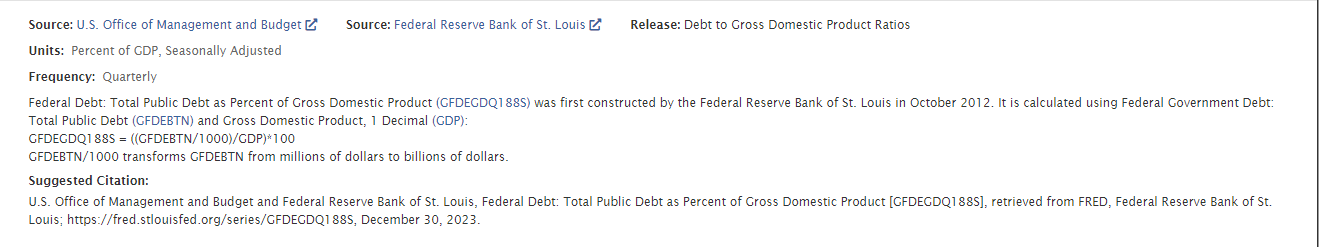 Source: U.S. Office of Management and Budget Source: Federal Reserve Bank of St. Louis Release: Debt to Gross Domestic Product Ratios
Units: Percent of GDP, Seasonally Adjusted
Frequency: Quarterly
Federal Debt: Total Public Debt as Percent of Gross Domestic Product (GFDEGDQ188S) was first constructed by the Federal Reserve Bank of St. Louis in October 2012. It is calculated using Federal Government Debt:
Total Public Debt (GFDEBTN) and Gross Domestic Product, 1 Decimal (GDP):
GFDEGDQ188S = ((GFDEBTN/1000)/GDP)*100
GFDEBTN/1000 transforms GFDEBTN from millions of dollars to billions of dollars.
Suggested Citation:
U.S. Office of Management and Budget and Federal Reserve Bank of St. Louis, Federal Debt: Total Public Debt as Percent of Gross Domestic Product [GFDEGDQ188S], retrieved from FRED, Federal Reserve Bank of St.
Louis; https://fred.stlouisfed.org/series/GFDEGDQ188S, December 30, 2023.